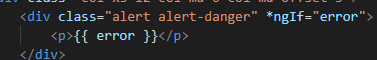 <div class="alert alert-danger" *ngIf="error">
<p>{{ error }}</p>
</div>